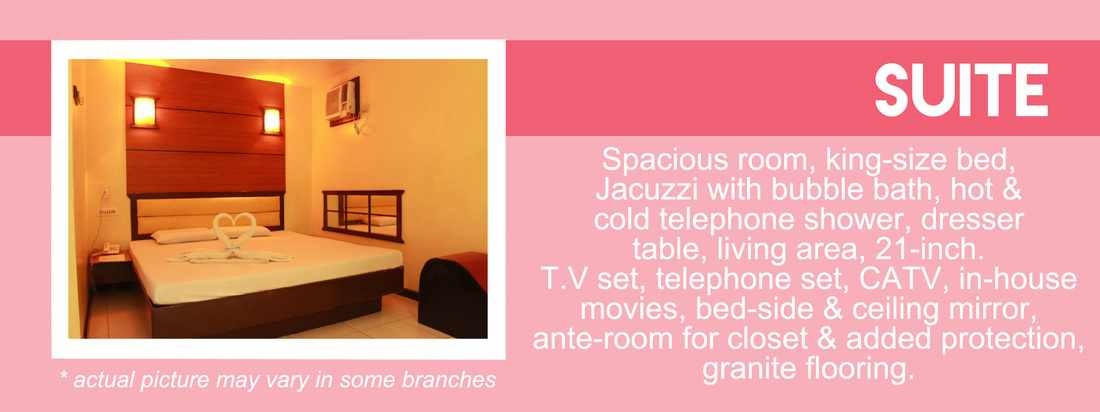 SUITE
Spacious room, king-size bed,
Jacuzzi with bubble bath, hot &
cold telephone shower, dresser
table, living area, 21-inch.
T.V set, telephone set, CATV, in-house
movies, bed-side & ceiling mirror,
ante-room for closet & added protection,
granite flooring.
* actual picture may vary in some branches